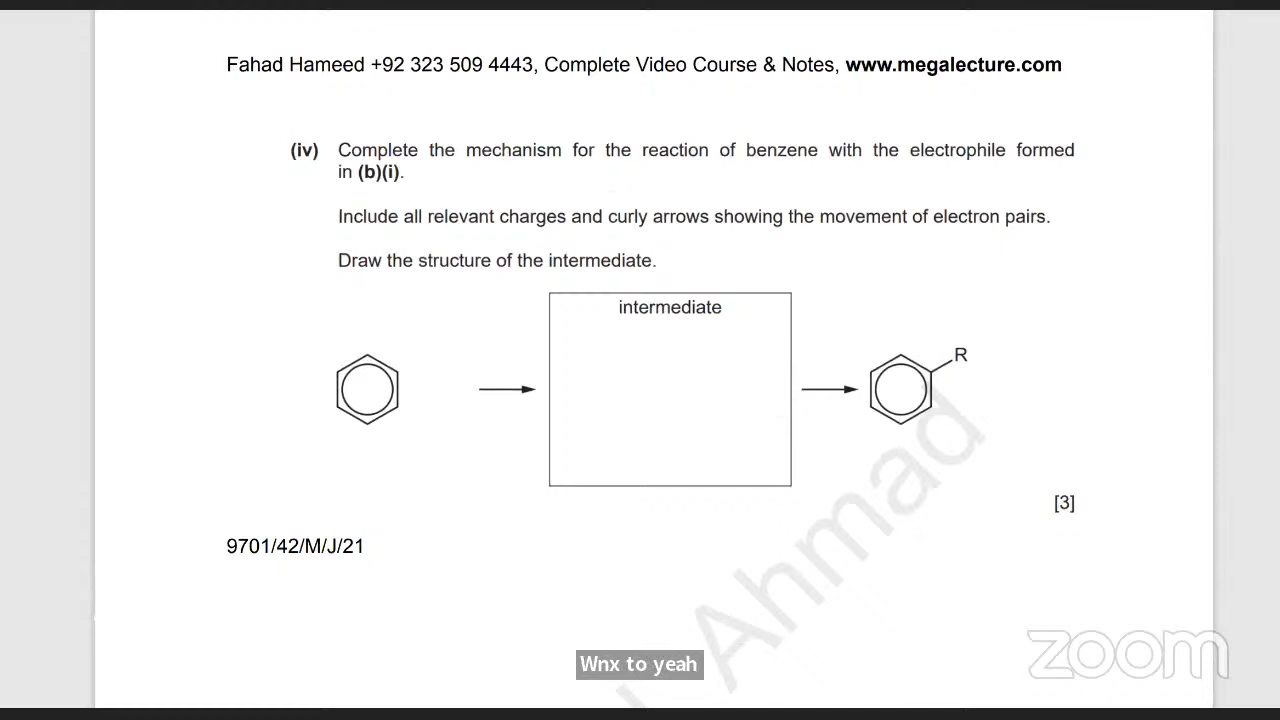 Fahad Hameed +92 323 509 4443, Complete Video Course & Notes, www.megalecture.com
(iv) Complete the mechanism for the reaction of benzene with the electrophile formed
in (b)(i).
Include all relevant charges and curly arrows showing the movement of electron pairs.
Draw the structure of the intermediate.
intermediate
R
[3]
9701/42/M/J/21
Ahmad
Wnx to yeah
zoom